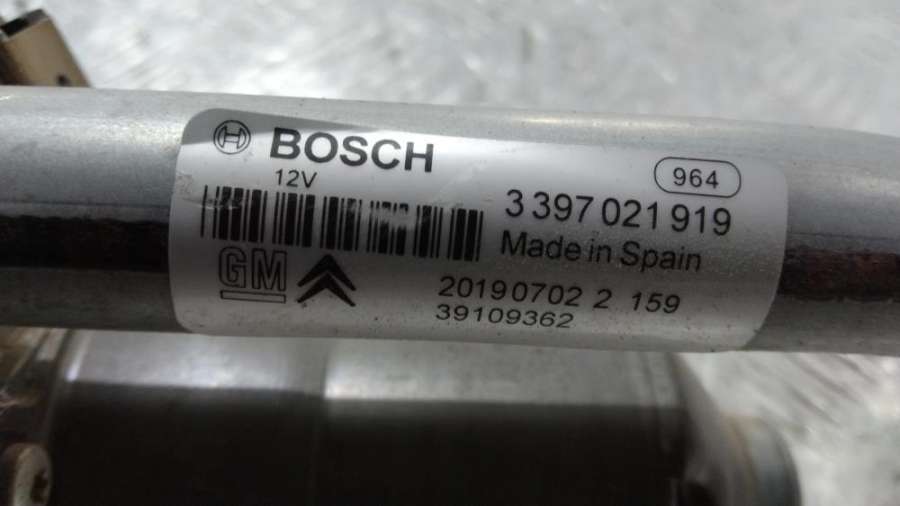 BOSCH
964
12V
3 397 021 919
Made in Spain
GM
20190702 2 159
39109362